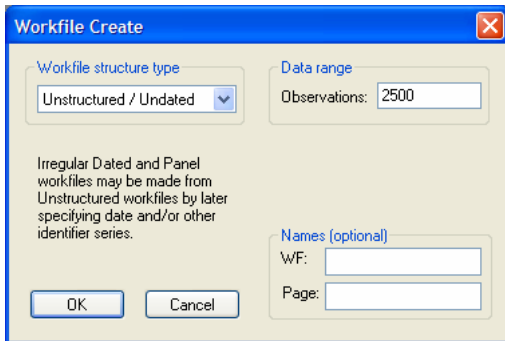 Workfile Create
Workfile structure type
Unstructured / Undated
Data range
Observations: 2500
Irregular Dated and Panel
workfiles may be made from
Unstructured workfiles by later
specifying date and/or other
identifier series.
Names (optional)
WF:
Page:
OK
Cancel